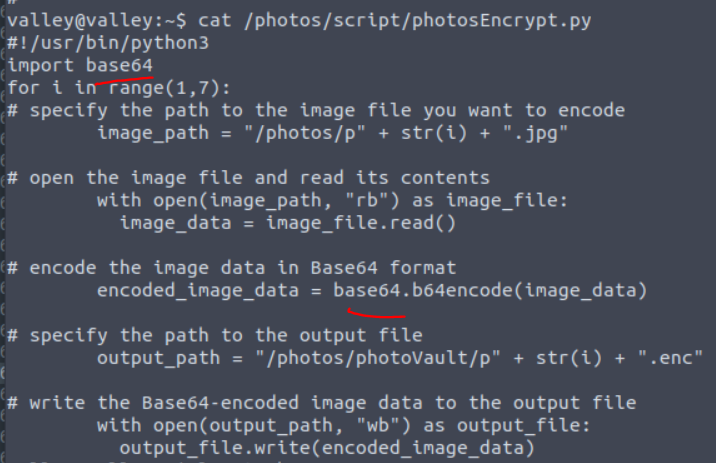 valley@valley:~$ cat /photos/script/photosEncrypt.py
#!/usr/bin/python3
import base64
for i in range(1,7):
# specify the path to the image file you want to encode
        image_path = "/photos/p" + str(i) + ".jpg"

# open the image file and read its contents
        with open(image_path, "rb") as image_file:
          image_data = image_file.read()

# encode the image data in Base64 format
        encoded_image_data = base64.b64encode(image_data)

# specify the path to the output file
        output_path = "/photos/photoVault/p" + str(i) + ".enc"

# write the Base64-encoded image data to the output file
        with open(output_path, "wb") as output_file:
          output_file.write(encoded_image_data)